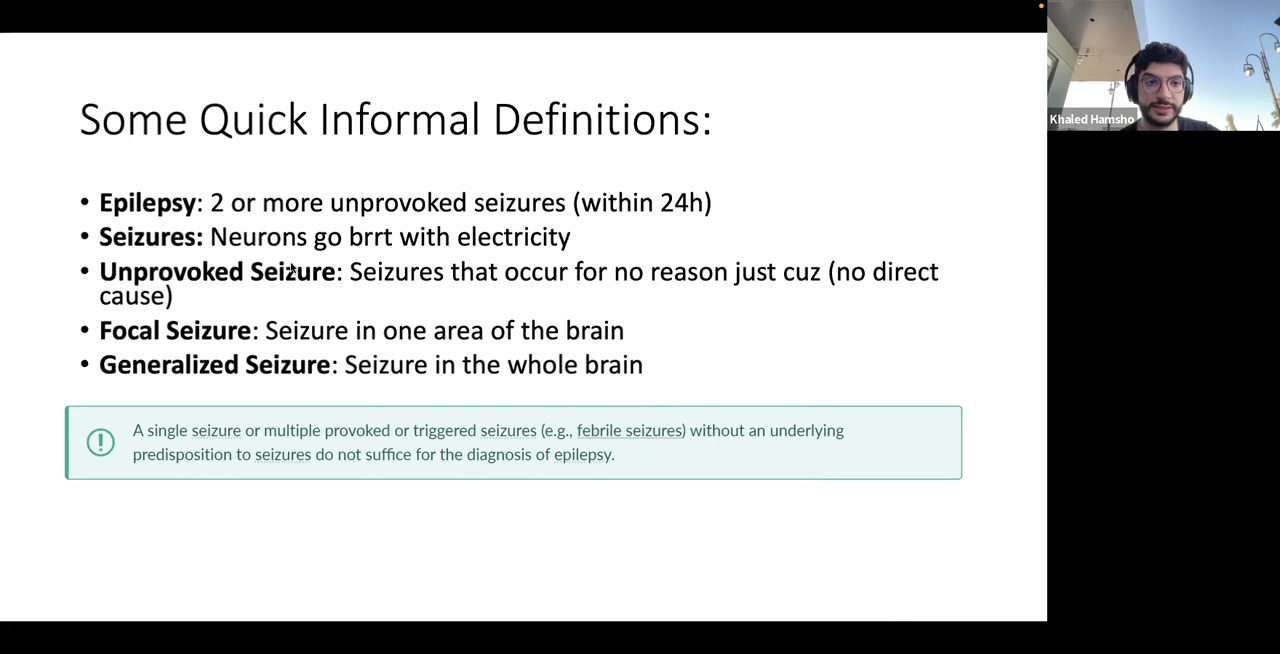 Khaled Hamsho
Some Quick Informal Definitions:
• Epilepsy: 2 or more unprovoked seizures (within 24h)
• Seizures: Neurons go brrt with electricity
• Unprovoked Seizure: Seizures that occur for no reason just cuz (no direct
cause)
• Focal Seizure: Seizure in one area of the brain
• Generalized Seizure: Seizure in the whole brain
A single seizure or multiple provoked or triggered seizures (e.g., febrile seizures) without an underlying
predisposition to seizures do not suffice for the diagnosis of epilepsy.